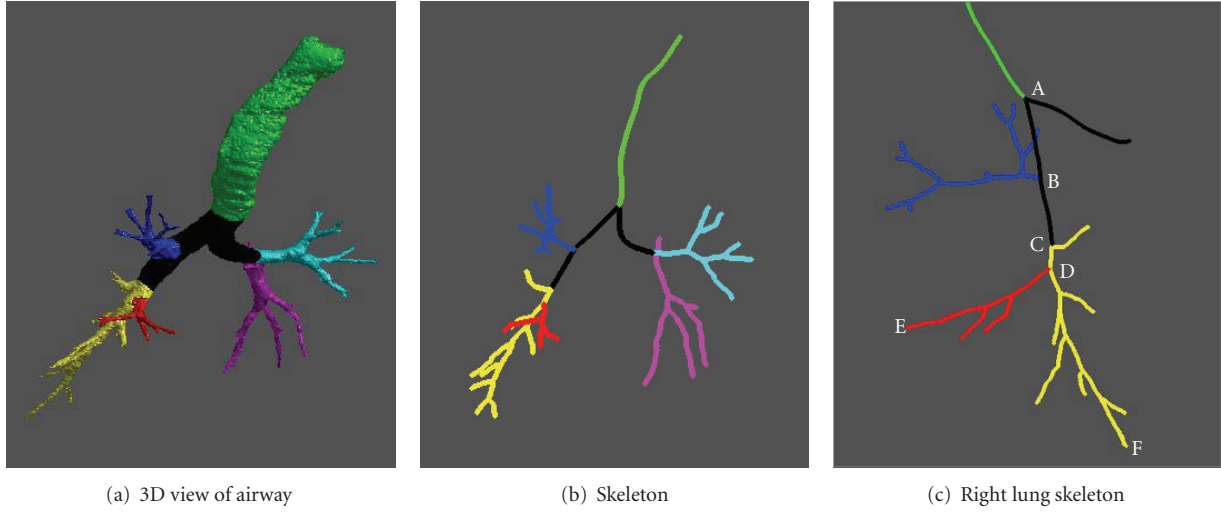 A
B
C
D
E
F
(a) 3D view of airway
(b) Skeleton
(c) Right lung skeleton